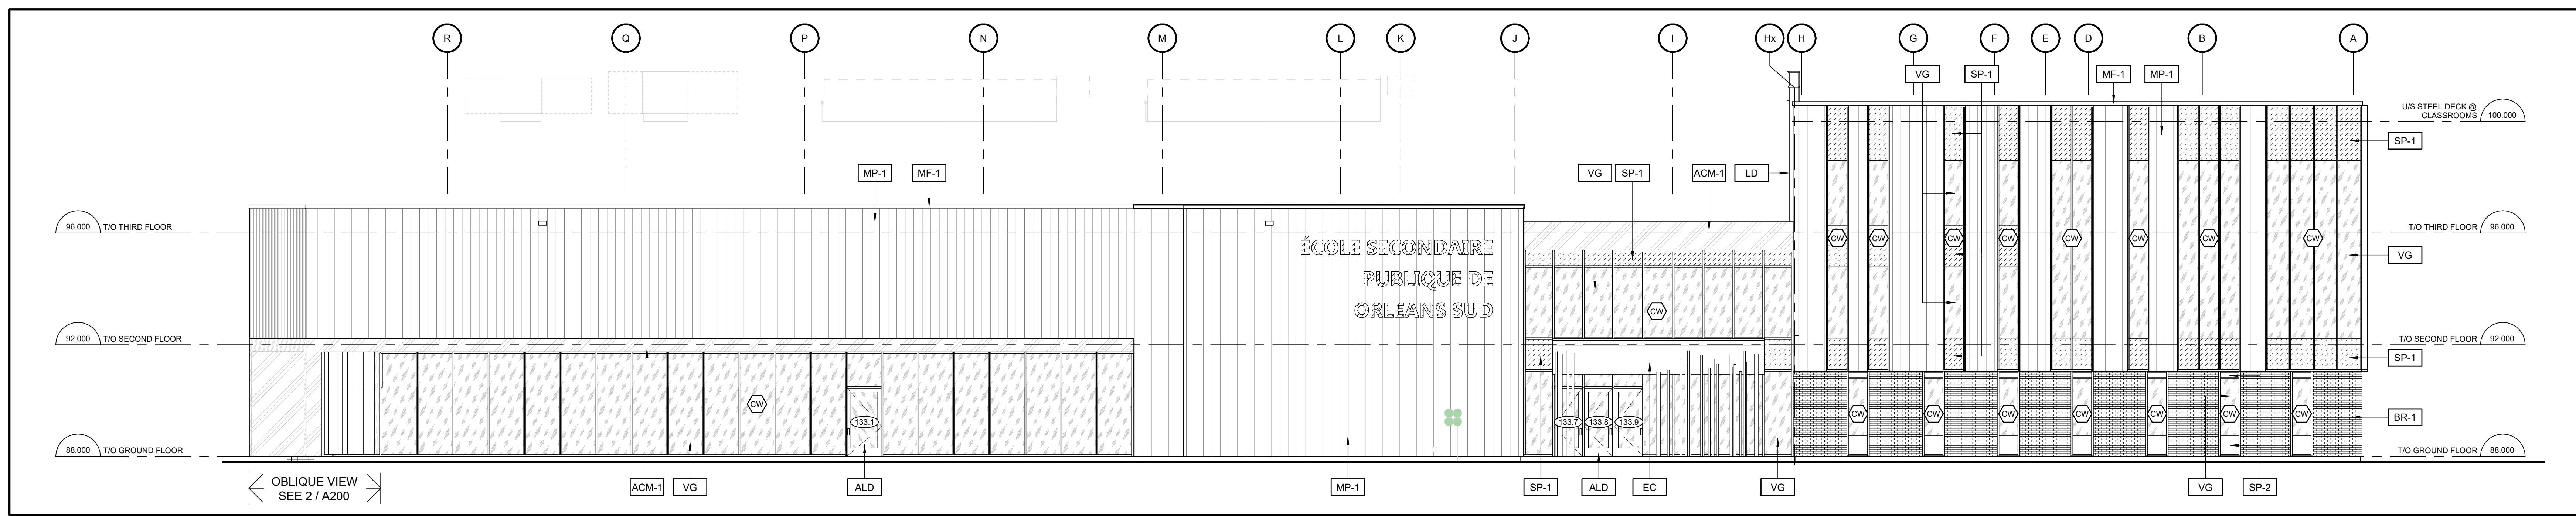 R Q P N M L K J I Hx H G F E D B A
VG SP-1 MF-1 MP-1
U/S STEEL DECK @
CLASSROOMS 100.000
SP-1
MP-1 MF-1 VG SP-1 ACM-1 LD
96.000 T/O THIRD FLOOR
T/O THIRD FLOOR 96.000
CW CW CW CW CW CW CW CW
ÉCOLE SECONDAIRE
PUBLIQUE DE
ORLEANS SUD
VG
CW
92.000 T/O SECOND FLOOR
T/O SECOND FLOOR 92.000
SP-1
CW
CW CW CW CW CW CW CW
BR-1
133.1
133.7 133.8 133.9
88.000 T/O GROUND FLOOR
T/O GROUND FLOOR 88.000
OBLIQUE VIEW
SEE 2 / A200
ACM-1 VG ALD MP-1 SP-1 ALD EC VG VG SP-2